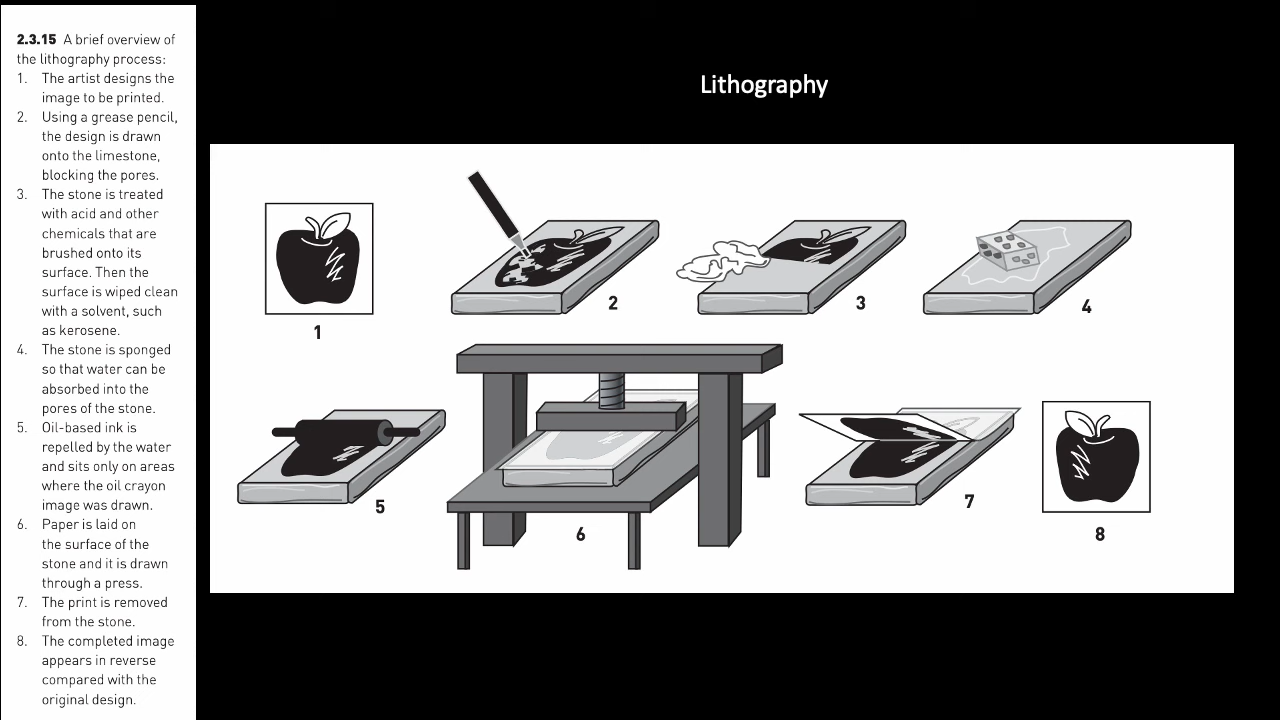 2.3.15 A brief overview of
the lithography process:
1. The artist designs the
image to be printed.
2. Using a grease pencil,
the design is drawn
onto the limestone,
blocking the pores.
3. The stone is treated
with acid and other
chemicals that are
brushed onto its
surface. Then the
surface is wiped clean
with a solvent, such
as kerosene.
4. The stone is sponged
so that water can be
absorbed into the
pores of the stone.
5. Oil-based ink is
repelled by the water
and sits only on areas
where the oil crayon
image was drawn.
6. Paper is laid on
the surface of the
stone and it is drawn
through a press.
7. The print is removed
from the stone.
8. The completed image
appears in reverse
compared with the
original design.
Lithography
1
2
3
4
5
6
7
8